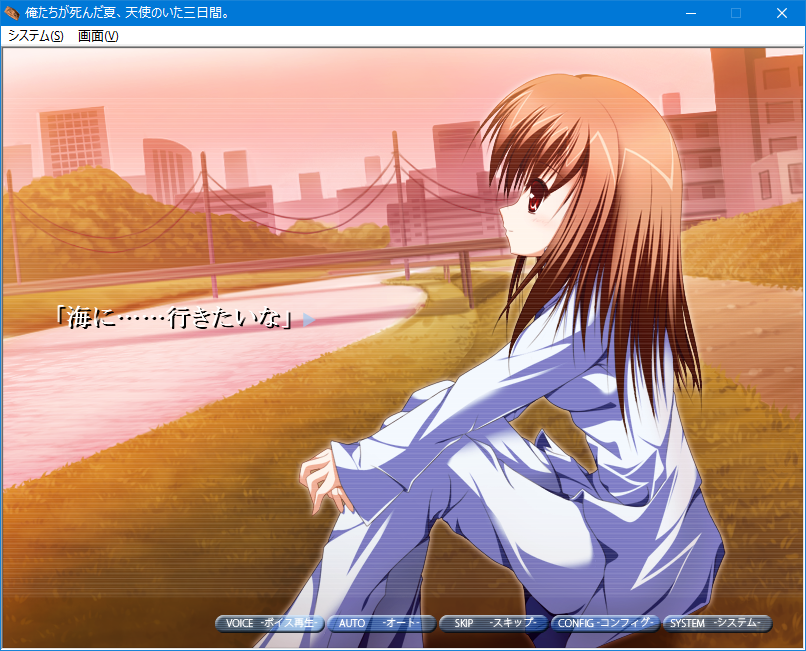 俺たちが死んだ夏、天使のいた三日間。
システム(S) 画面(V)
「海に……行きたいな」
VOICE -ボイス再生- AUTO -オート- SKIP -スキップ- CONFIG -コンフィグ- SYSTEM -システム-